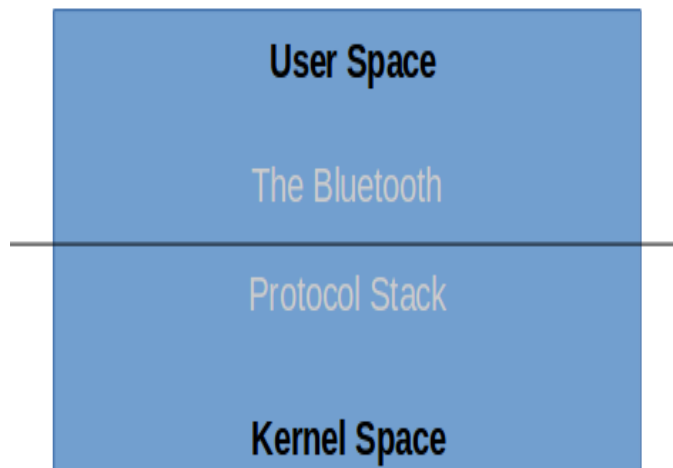 User Space
The Bluetooth
Protocol Stack
Kernel Space